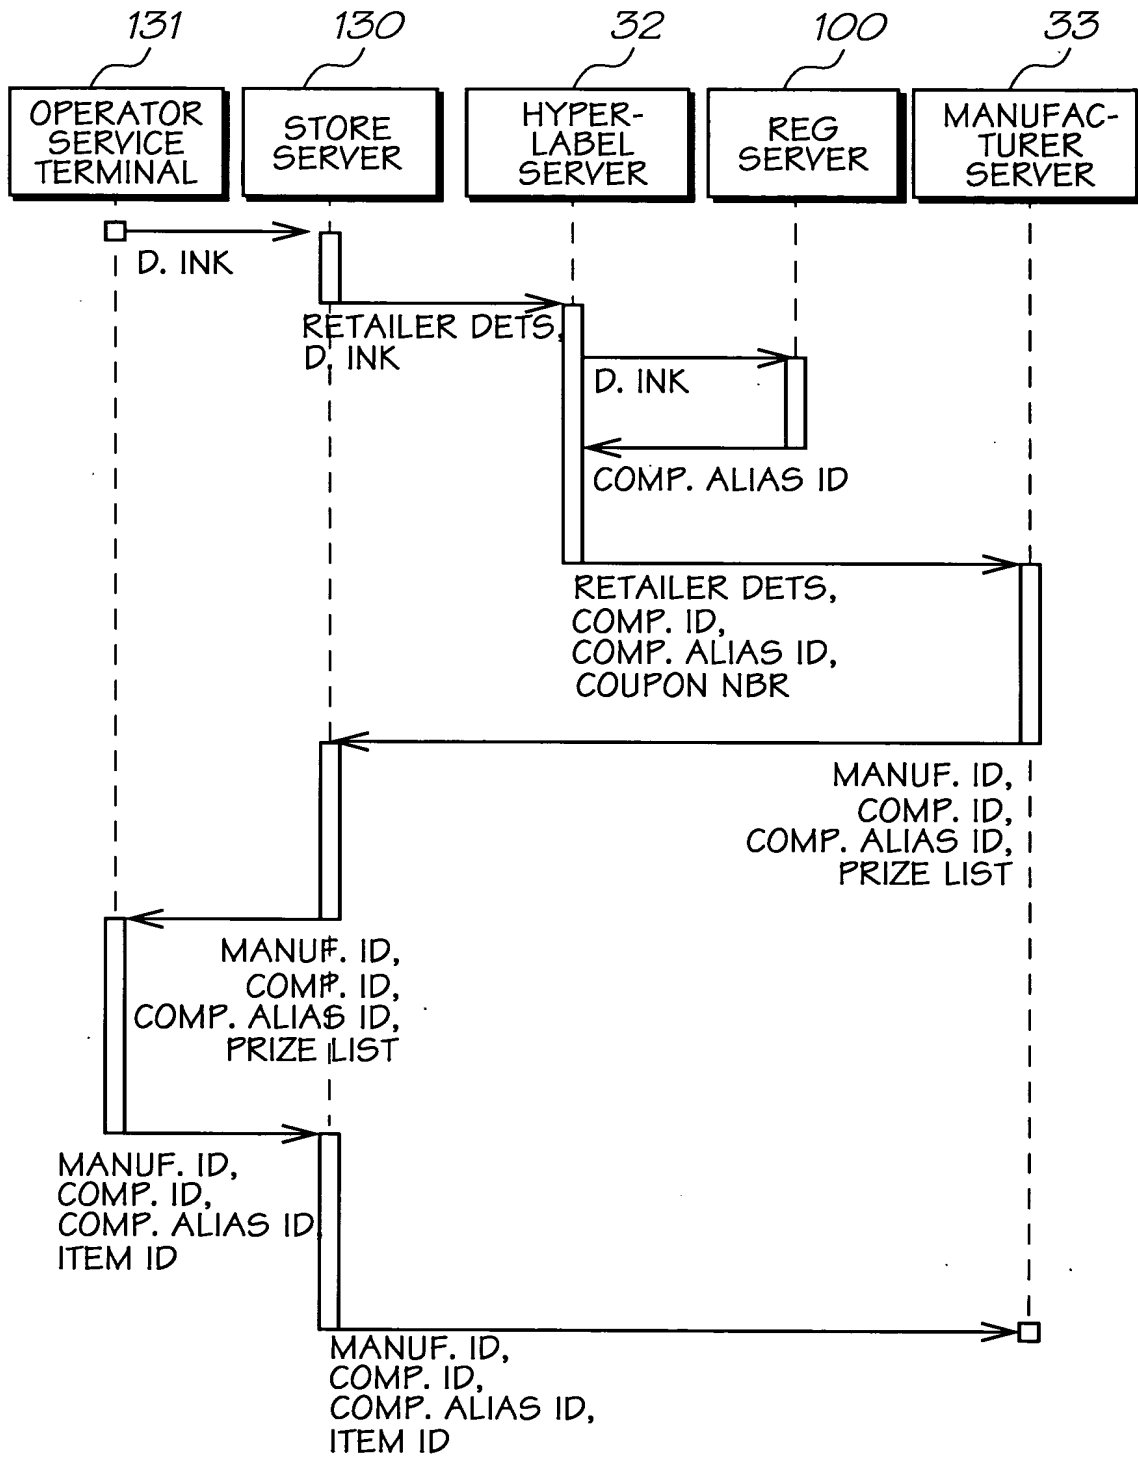 131
130
32
100
33
OPERATOR
SERVICE
TERMINAL
STORE
SERVER
HYPER-
LABEL
SERVER
REG
SERVER
MANUFAC-
TURER
SERVER
D. INK
RETAILER DETS,
D. INK
D. INK
COMP. ALIAS ID
RETAILER DETS,
COMP. ID,
COMP. ALIAS ID,
COUPON NBR
MANUF. ID,
COMP. ID,
COMP. ALIAS ID,
PRIZE LIST
MANUF. ID,
COMP. ID,
COMP. ALIAS ID,
PRIZE LIST
MANUF. ID,
COMP. ID,
COMP. ALIAS ID
ITEM ID
MANUF. ID,
COMP. ID,
COMP. ALIAS ID,
ITEM ID